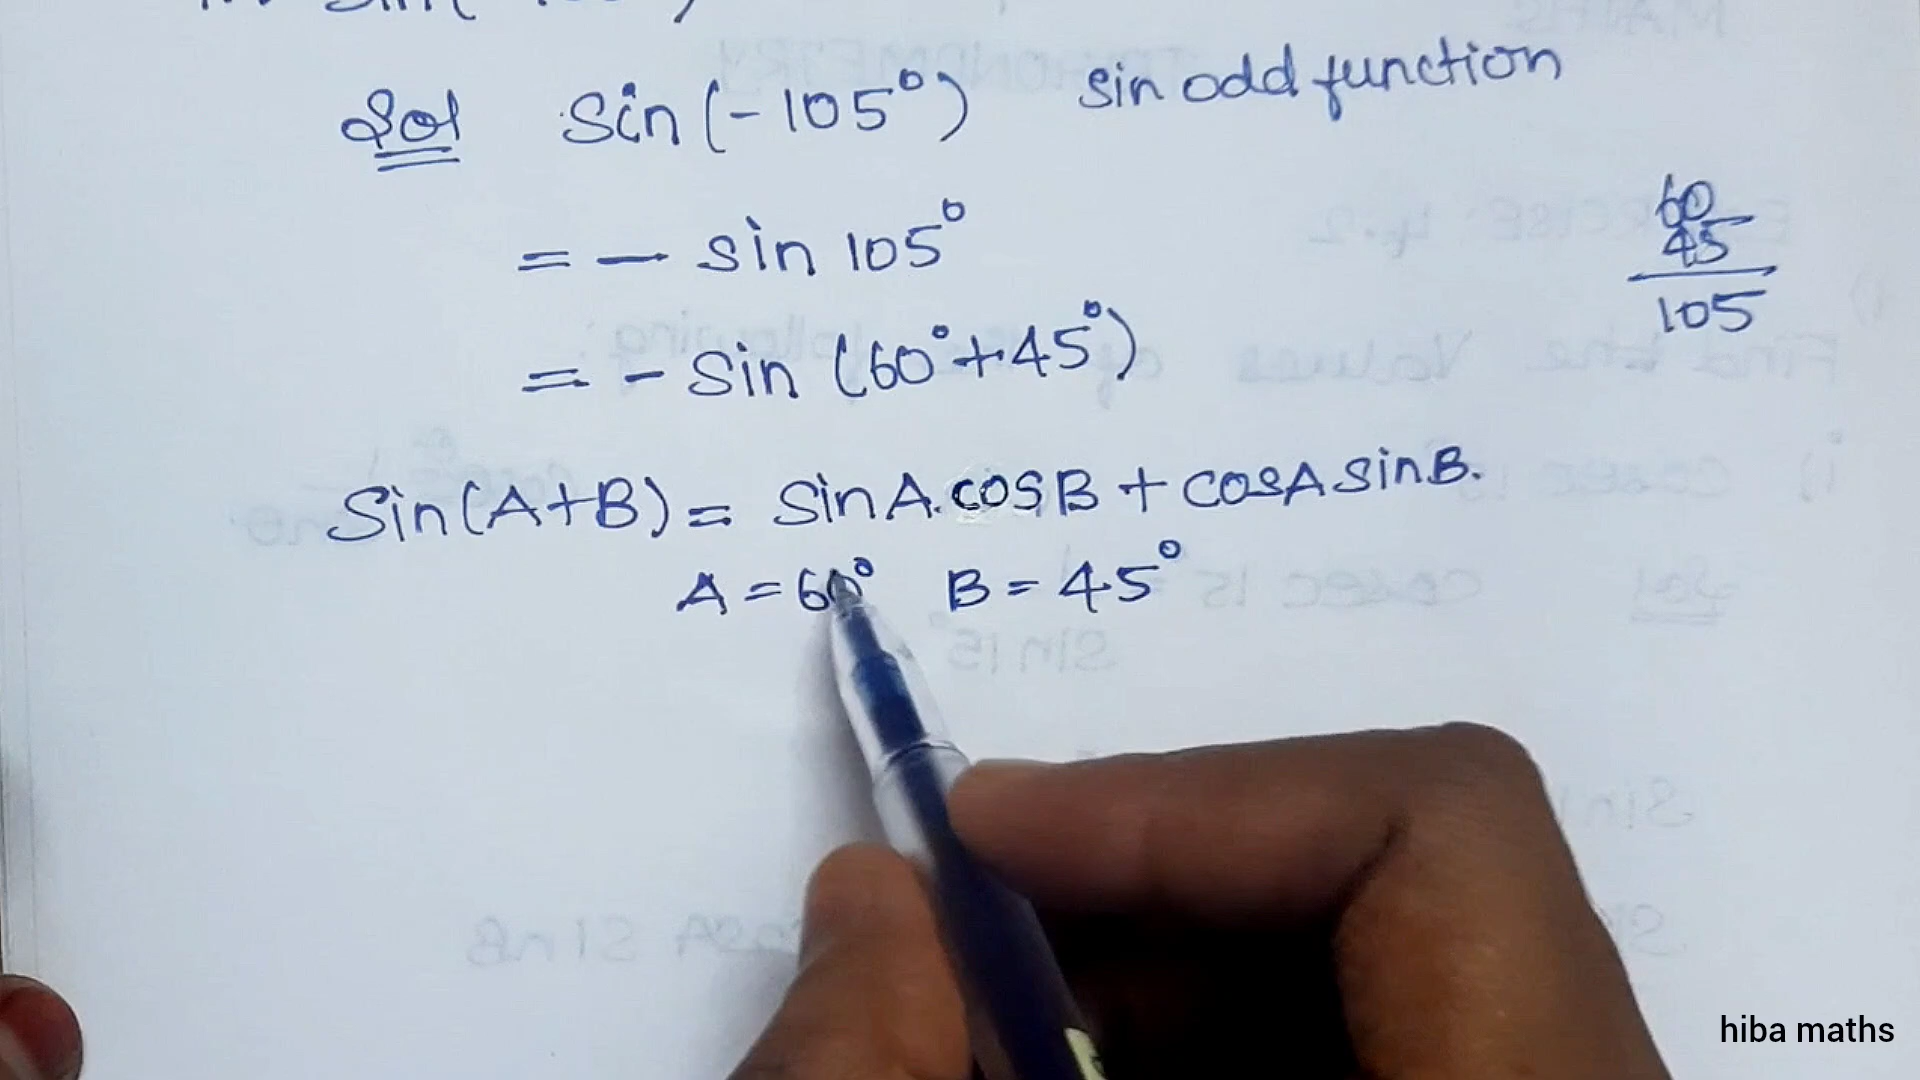 Sol Sin(-105°) sin odd function
= - sin 105°
60
45
105
= - Sin (60°+45°)
Sin(A+B) = SinA.cosB + cosA sinB.
A = 60° B = 45°
hiba maths